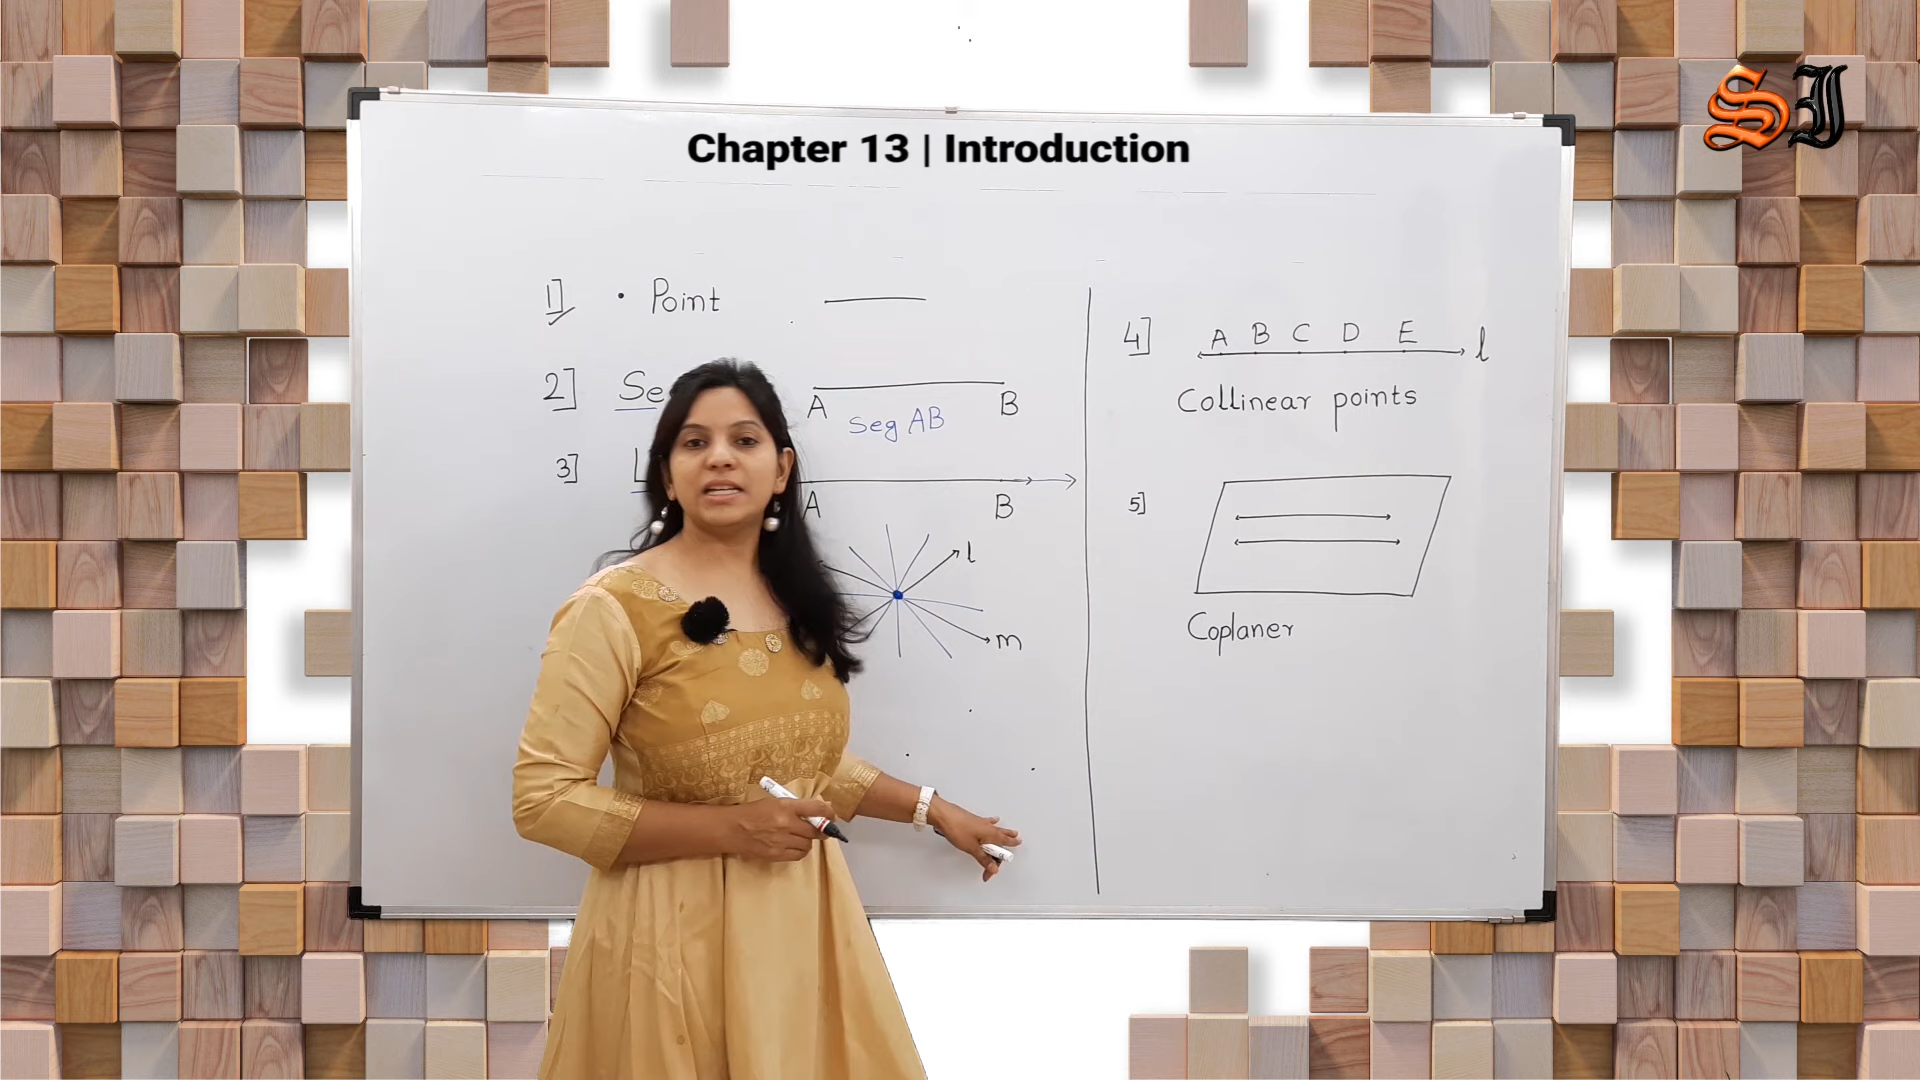 SJ
Chapter 13 | Introduction
1] • Point
2] Se
A B
Seg AB
3] L
A B
l
m
4] A B C D E l
Collinear points
5]
Coplaner